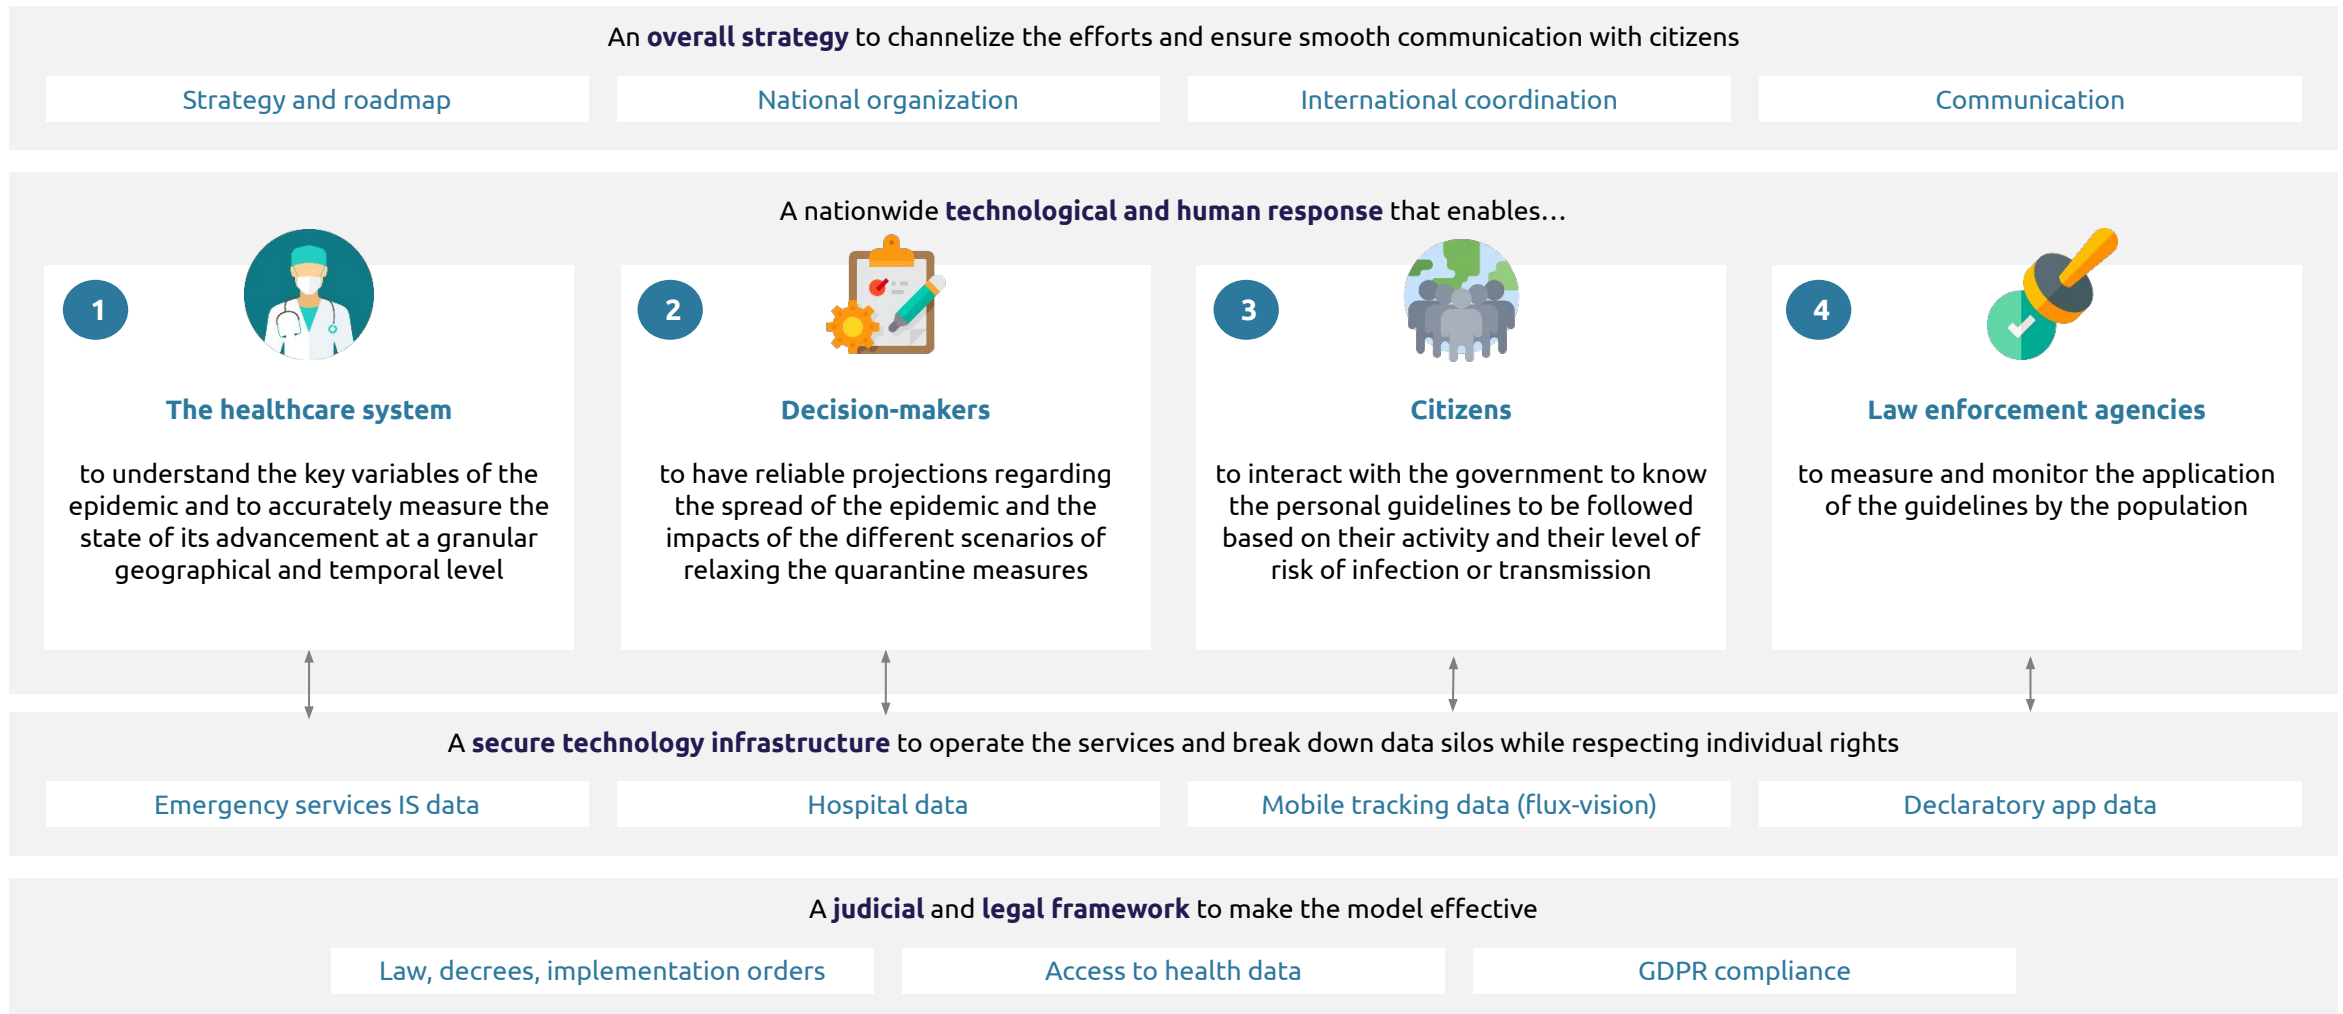 An overall strategy to channelize the efforts and ensure smooth communication with citizens
Strategy and roadmap
National organization
International coordination
Communication
A nationwide technological and human response that enables…
1
The healthcare system
to understand the key variables of the
epidemic and to accurately measure the
state of its advancement at a granular
geographical and temporal level
2
Decision-makers
to have reliable projections regarding
the spread of the epidemic and the
impacts of the different scenarios of
relaxing the quarantine measures
3
Citizens
to interact with the government to know
the personal guidelines to be followed
based on their activity and their level of
risk of infection or transmission
4
Law enforcement agencies
to measure and monitor the application
of the guidelines by the population
A secure technology infrastructure to operate the services and break down data silos while respecting individual rights
Emergency services IS data
Hospital data
Mobile tracking data (flux-vision)
Declaratory app data
A judicial and legal framework to make the model effective
Law, decrees, implementation orders
Access to health data
GDPR compliance